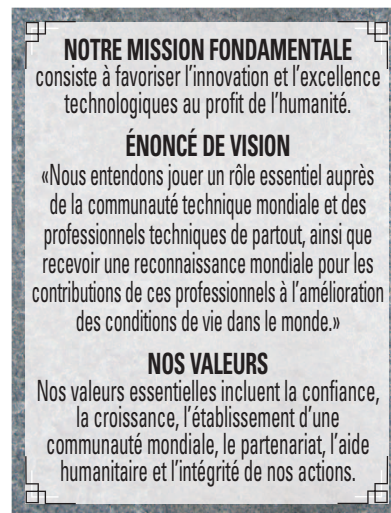 NOTRE MISSION FONDAMENTALE
consiste à favoriser l'innovation et l'excellence
technologiques au profit de l'humanité.
ÉNONCÉ DE VISION
«Nous entendons jouer un rôle essentiel auprès
de la communauté technique mondiale et des
professionnels techniques de partout, ainsi que
recevoir une reconnaissance mondiale pour les
contributions de ces professionnels à l'amélioration
des conditions de vie dans le monde.»
NOS VALEURS
Nos valeurs essentielles incluent la confiance,
la croissance, l'établissement d'une
communauté mondiale, le partenariat, l'aide
humanitaire et l'intégrité de nos actions.